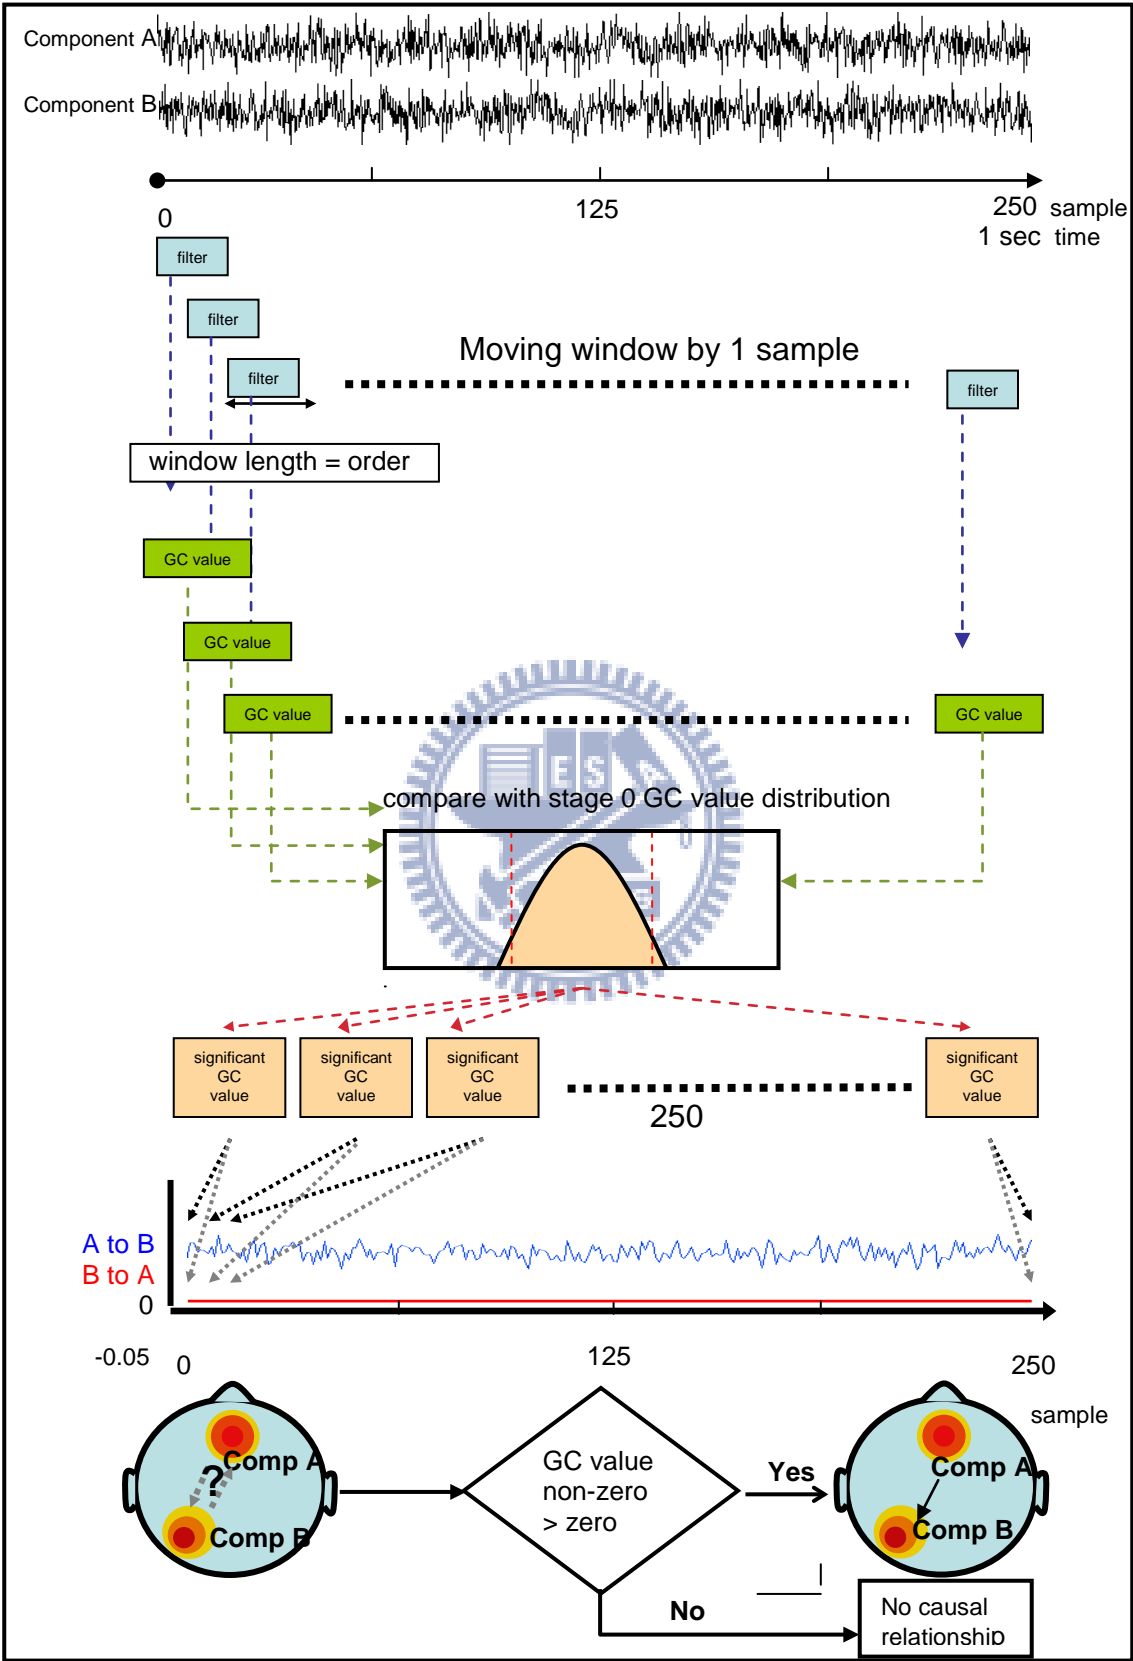 Component A
Component B
0
125
250 sample
1 sec time
filter
filter
Moving window by 1 sample
filter
filter
window length = order
GC value
GC value
GC value
GC value
E S A
compare with stage 0 GC value distribution
significant
GC
value
significant
GC
value
significant
GC
value
significant
GC
value
250
A to B
B to A
0
-0.05
0
125
250
sample
Comp A
?
Comp B
GC value
non-zero
> zero
Yes
Comp A
Comp B
No
No causal
relationship